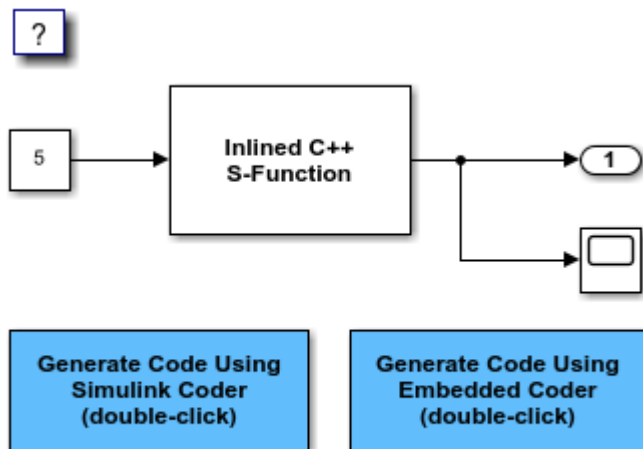 ?
5
Inlined C++
S-Function
1
Generate Code Using
Simulink Coder
(double-click)
Generate Code Using
Embedded Coder
(double-click)